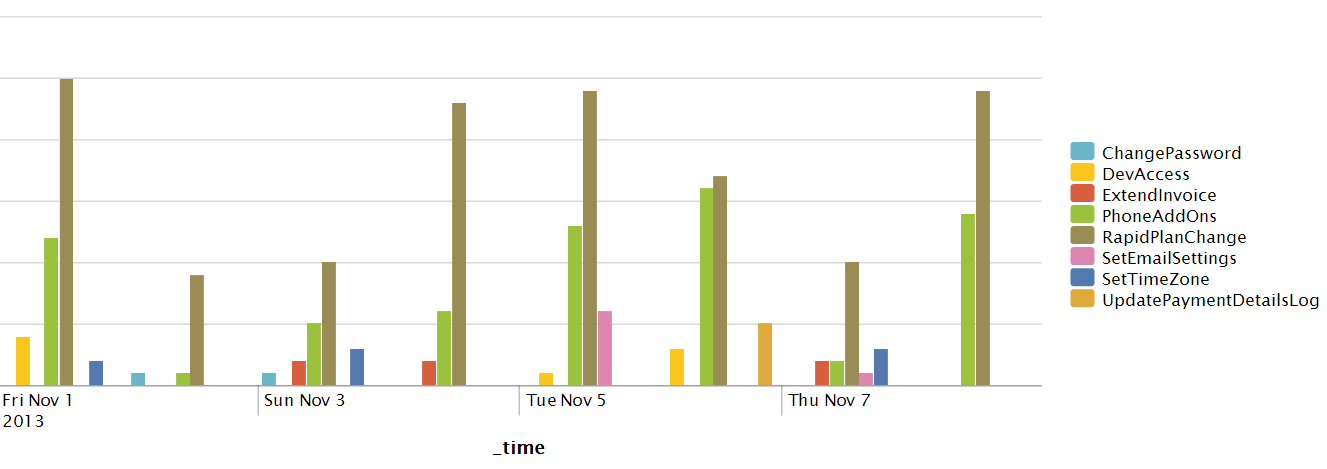 ChangePassword
DevAccess
ExtendInvoice
PhoneAddOns
RapidPlanChange
SetEmailSettings
SetTimeZone
UpdatePaymentDetailsLog
Fri Nov 1 Sun Nov 3 Tue Nov 5 Thu Nov 7
2013
_time